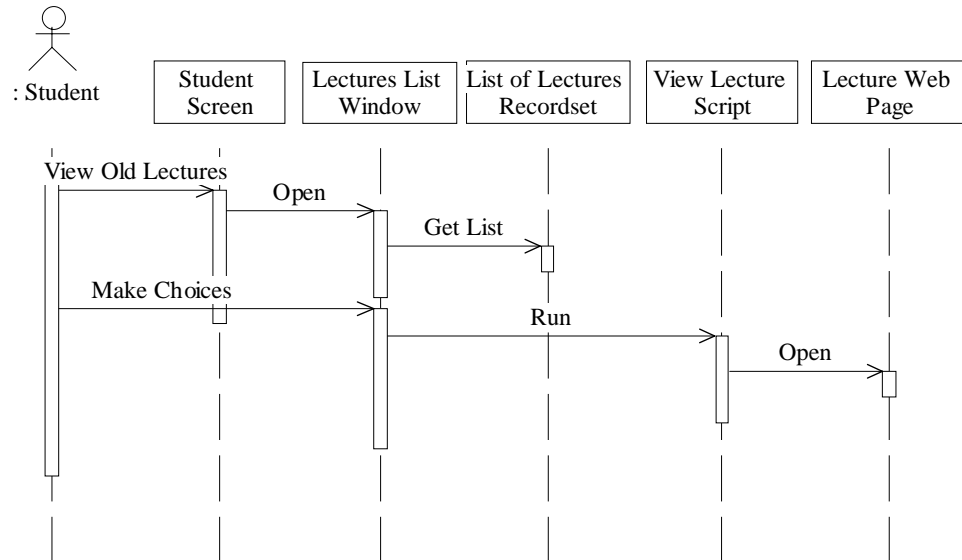 : Student
Student
Screen
Lectures List
Window
List of Lectures
Recordset
View Lecture
Script
Lecture Web
Page
View Old Lectures
Open
Get List
Make Choices
Run
Open